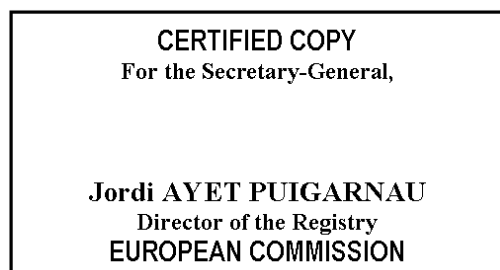 CERTIFIED COPY
For the Secretary-General,
Jordi AYET PUIGARNAU
Director of the Registry
EUROPEAN COMMISSION